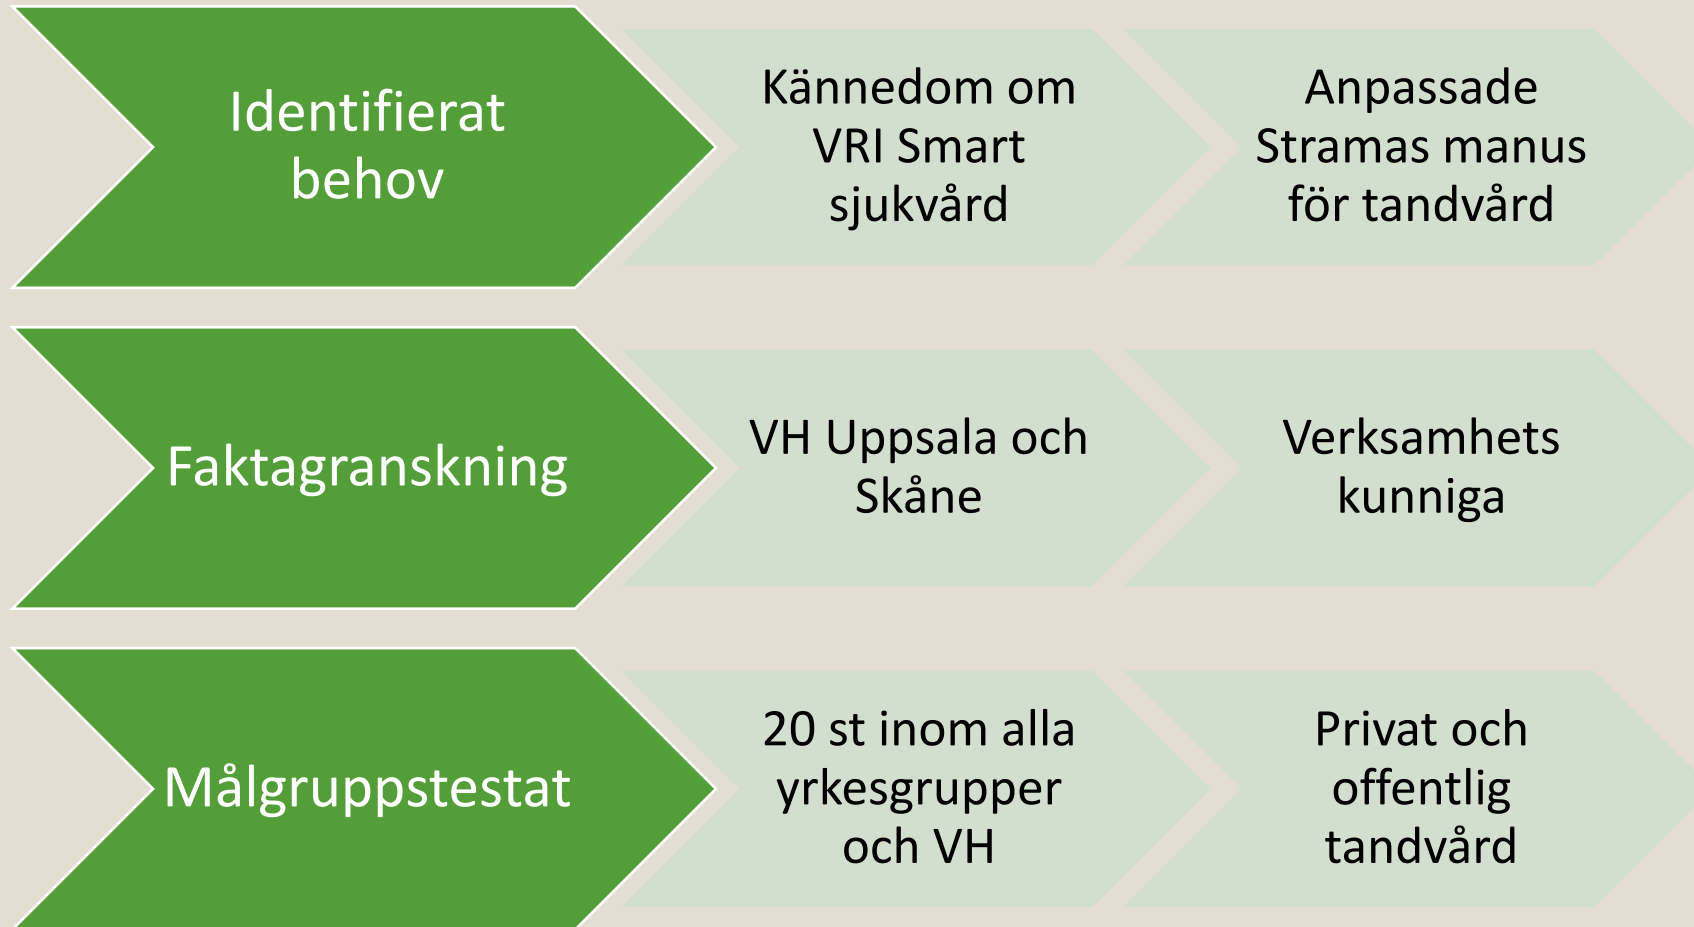 Identifierat
behov
Kännedom om
VRI Smart
sjukvård
Anpassade
Stramas manus
för tandvård
Faktagranskning
VH Uppsala och
Skåne
Verksamhets
kunniga
Målgruppstestat
20 st inom alla
yrkesgrupper
och VH
Privat och
offentlig
tandvård